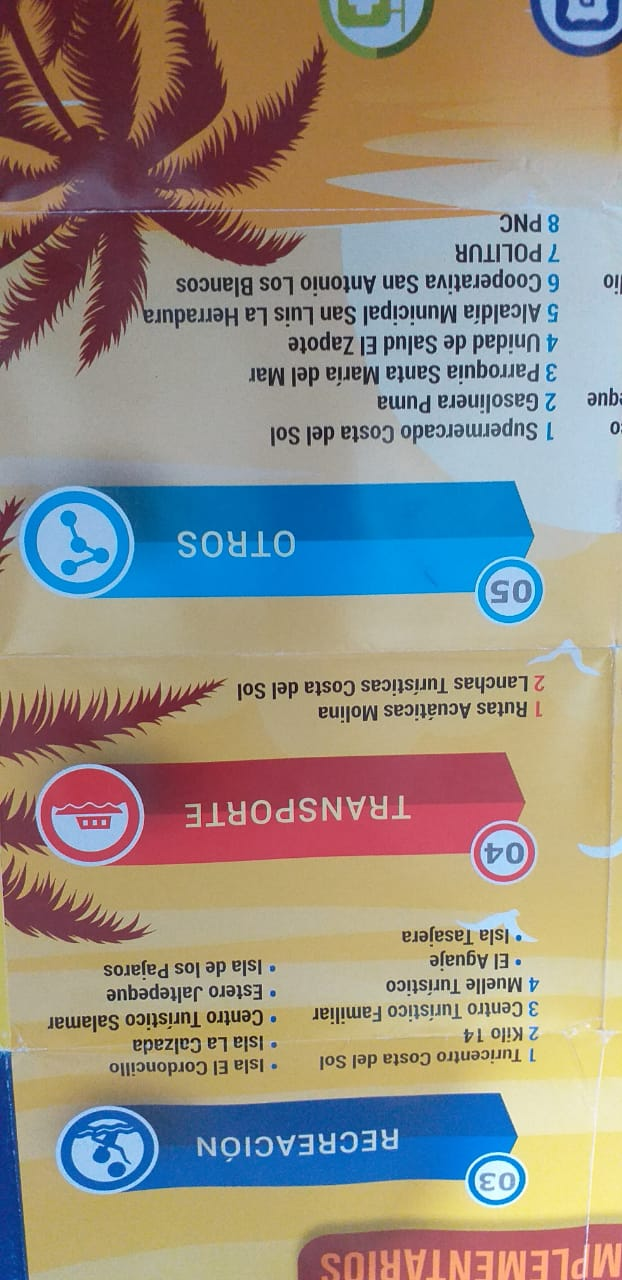 MPLEMENTARIOS
03
RECREACIÓN
1 Turicentro Costa del Sol
2 Kilo 14
3 Centro Turístico Familiar
4 Muelle Turístico
• El Aguaje
• Isla Tasajera
• Isla El Cordoncillo
• Isla La Calzada
• Centro Turístico Salamar
• Estero Jaltepeque
• Isla de los Pajaros
04
TRANSPORTE
1 Rutas Acuáticas Molina
2 Lanchas Turísticas Costa del Sol
05
OTROS
1 Supermercado Costa del Sol
2 Gasolinera Puma
3 Parroquia Santa María del Mar
4 Unidad de Salud El Zapote
5 Alcaldía Municipal San Luis La Herradura
6 Cooperativa San Antonio Los Blancos
7 POLITUR
8 PNC